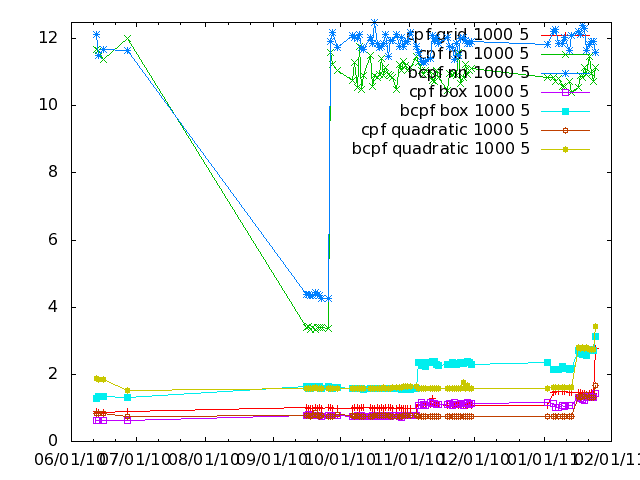 12
10
8
6
4
2
0
cpf grid 1000 5
cpf nn 1000 5
bcpf nn 1000 5
cpf box 1000 5
bcpf box 1000 5
cpf quadratic 1000 5
bcpf quadratic 1000 5
06/01/10 07/01/10 08/01/10 09/01/10 10/01/10 11/01/10 12/01/10 01/01/11 02/01/11